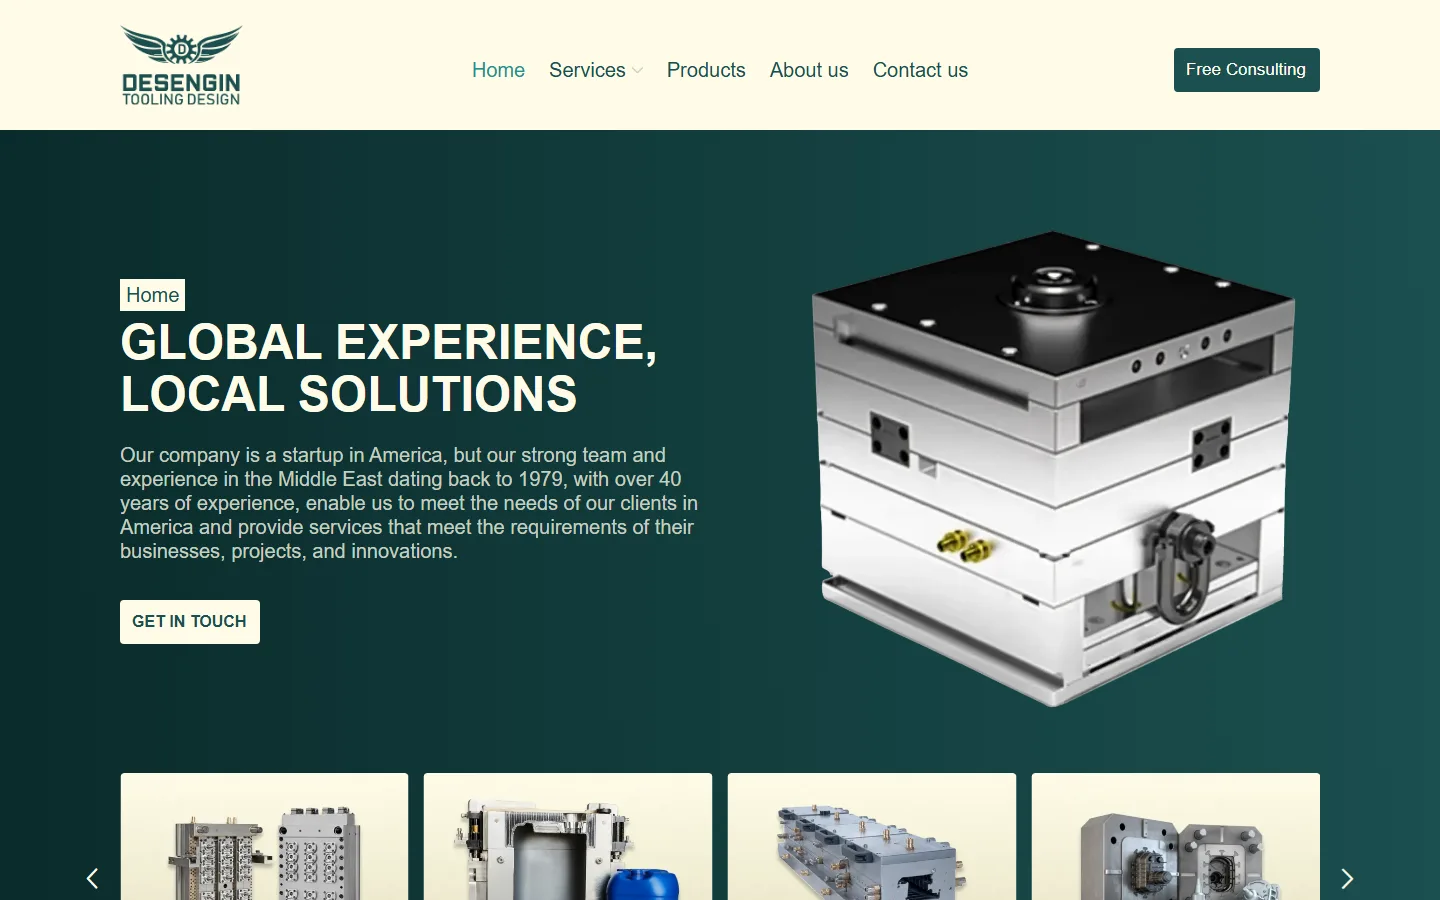 DESENGIN
TOOLING DESIGN
Home
Services
Products
About us
Contact us
Free Consulting
Home
GLOBAL EXPERIENCE,
LOCAL SOLUTIONS
Our company is a startup in America, but our strong team and
experience in the Middle East dating back to 1979, with over 40
years of experience, enable us to meet the needs of our clients in
America and provide services that meet the requirements of their
businesses, projects, and innovations.
GET IN TOUCH